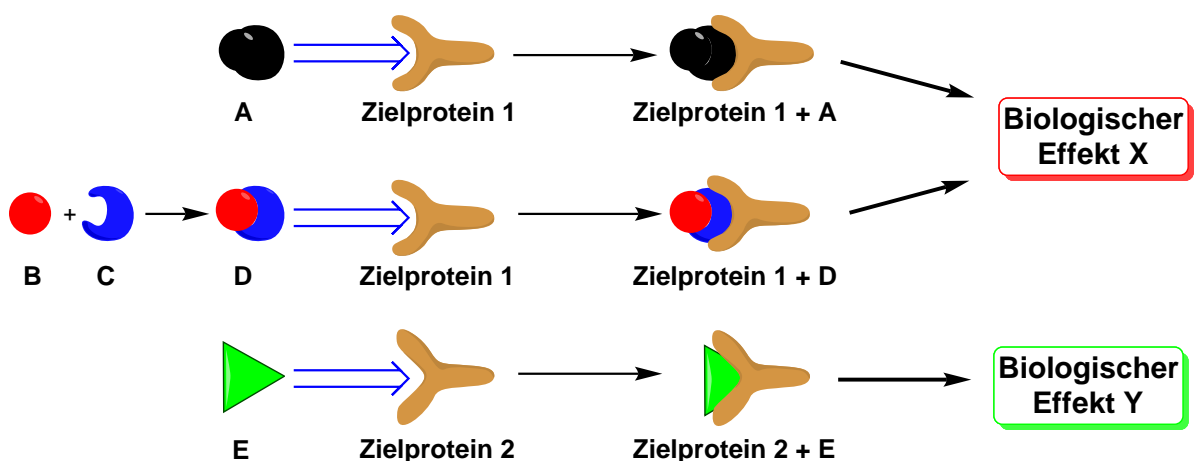 A
Zielprotein 1
Zielprotein 1 + A
Biologischer
Effekt X
+
B
C
D
Zielprotein 1
Zielprotein 1 + D
E
Zielprotein 2
Zielprotein 2 + E
Biologischer
Effekt Y